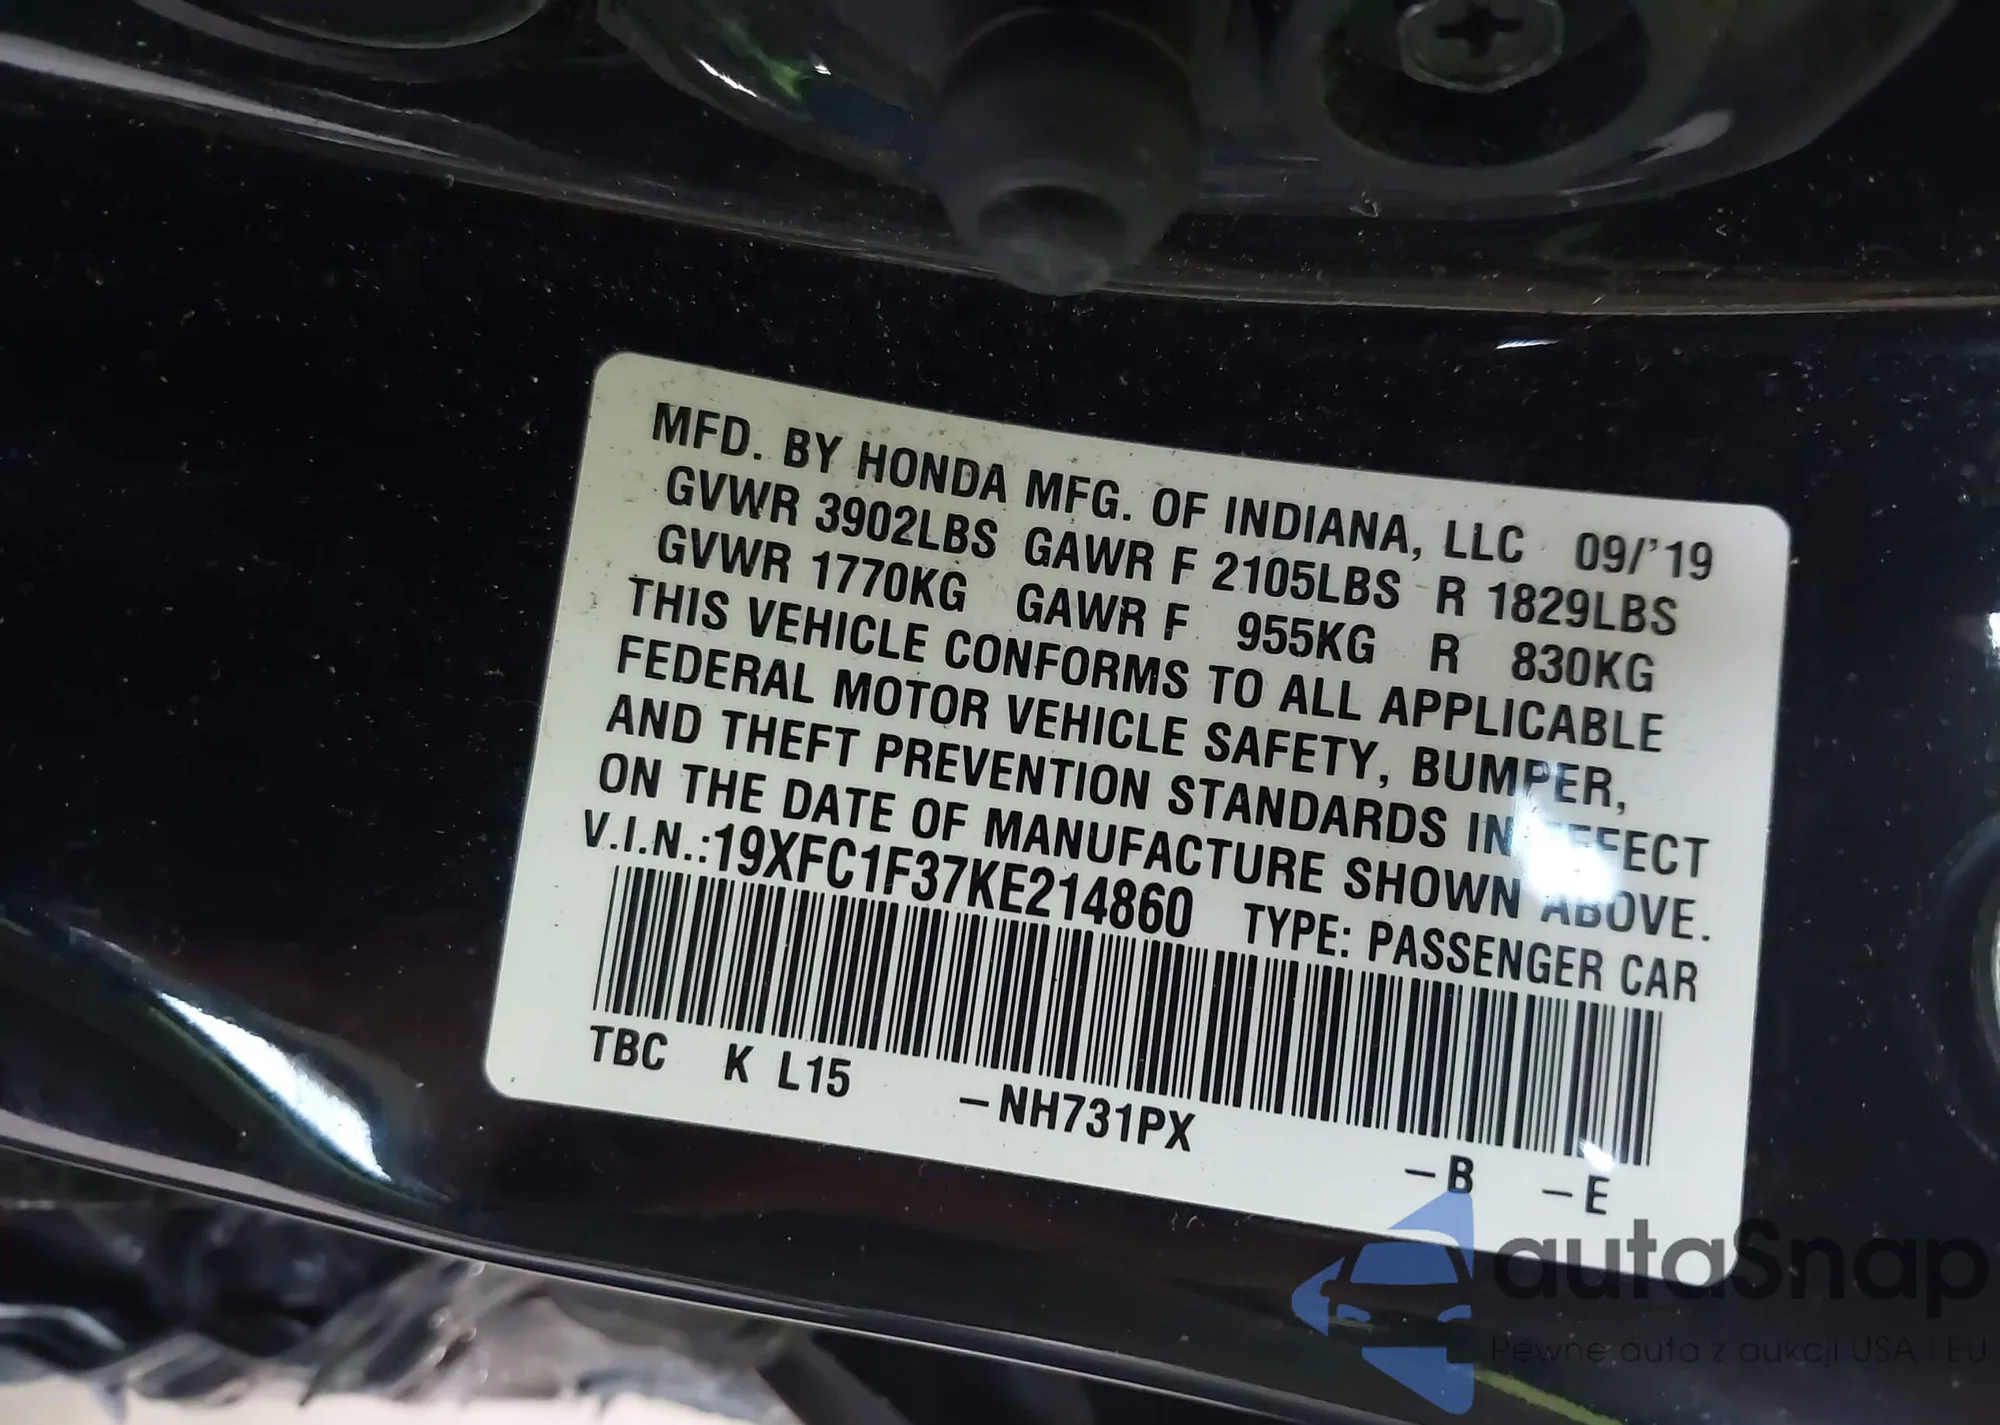 MFD. BY HONDA MFG. OF INDIANA, LLC 09/'19
GVWR 3902LBS GAWR F 2105LBS R 1829LBS
GVWR 1770KG GAWR F 955KG R 830KG
THIS VEHICLE CONFORMS TO ALL APPLICABLE
FEDERAL MOTOR VEHICLE SAFETY, BUMPER,
AND THEFT PREVENTION STANDARDS IN EFFECT
ON THE DATE OF MANUFACTURE SHOWN ABOVE.
V.I.N.:19XFC1F37KE214860 TYPE: PASSENGER CAR
TBC K L15 –NH731PX –B –E
autoSnap
Pewne auta z aukcji USA i EU